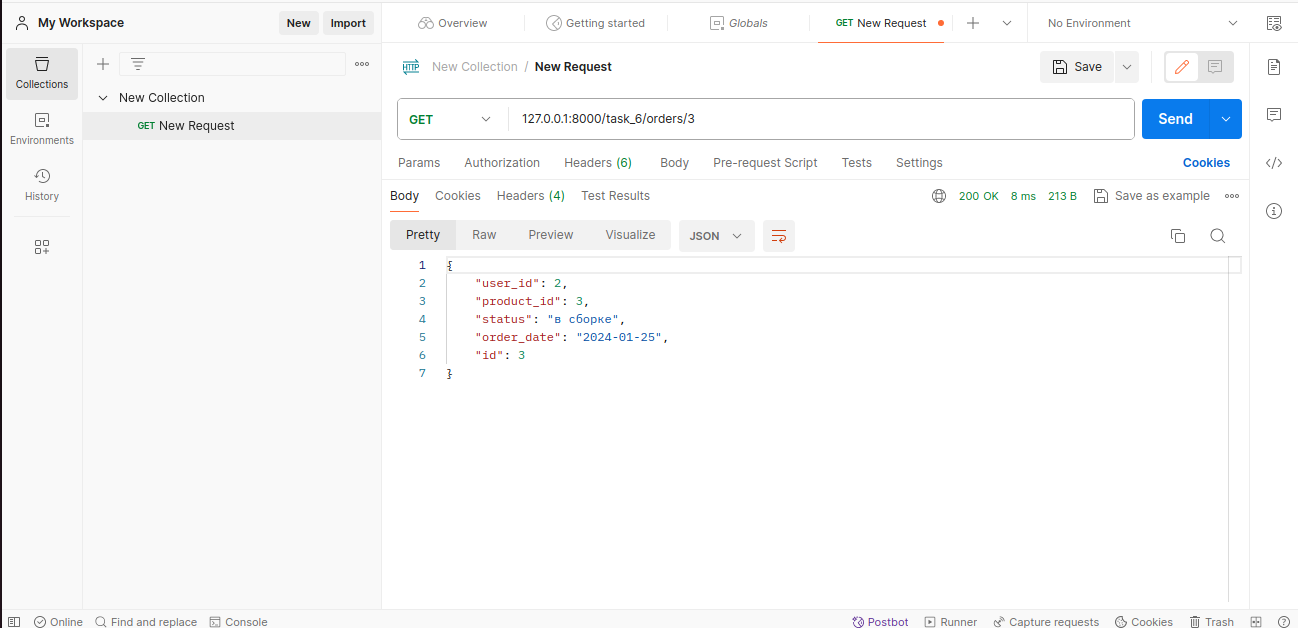 My Workspace
New
Import
Overview
Getting started
Globals
GET New Request
No Environment
Collections
Environments
History
New Collection
GET New Request
HTTP New Collection / New Request
Save
GET
127.0.0.1:8000/task_6/orders/3
Send
Params Authorization Headers (6) Body Pre-request Script Tests Settings Cookies
Body Cookies Headers (4) Test Results 200 OK 8 ms 213 B Save as example
Pretty Raw Preview Visualize JSON
1 {
2 "user_id": 2,
3 "product_id": 3,
4 "status": "в сборке",
5 "order_date": "2024-01-25",
6 "id": 3
7 }
Online Find and replace Console Postbot Runner Capture requests Cookies Trash